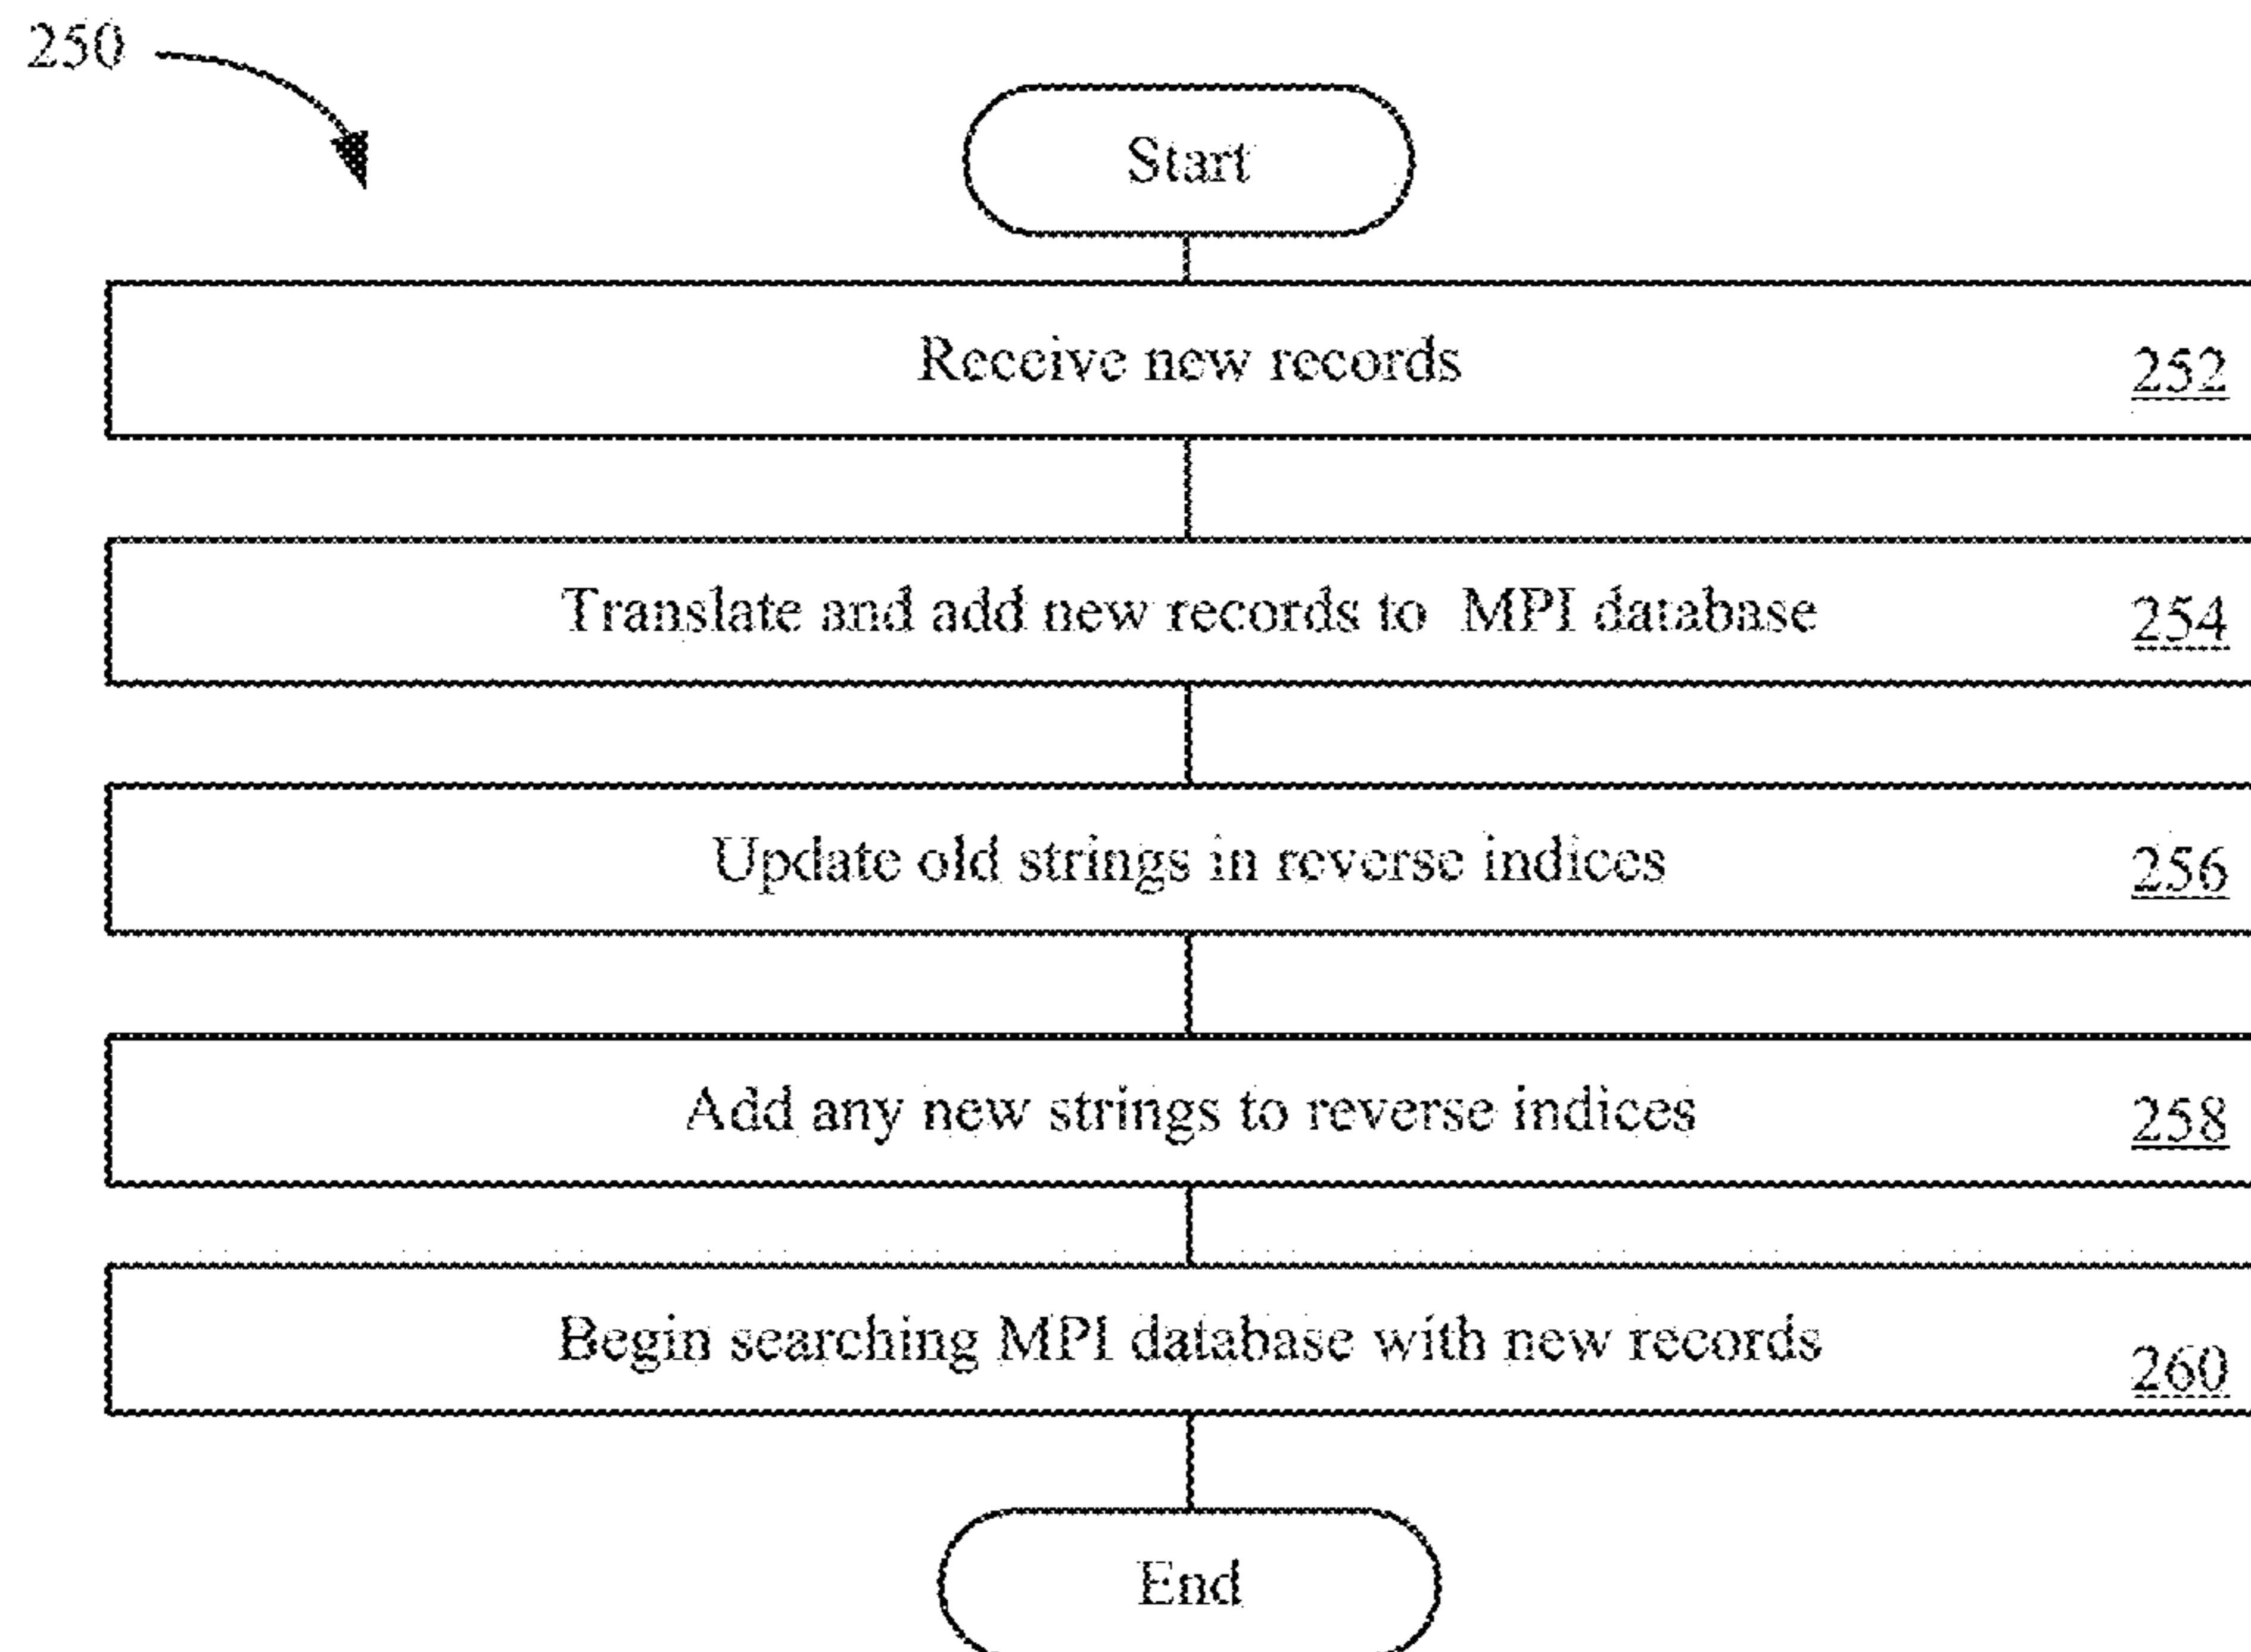 250
Start
Receive new records 252
Translate and add new records to MPI database 254
Update old strings in reverse indices 256
Add any new strings to reverse indices 258
Begin searching MPI database with new records 260
End